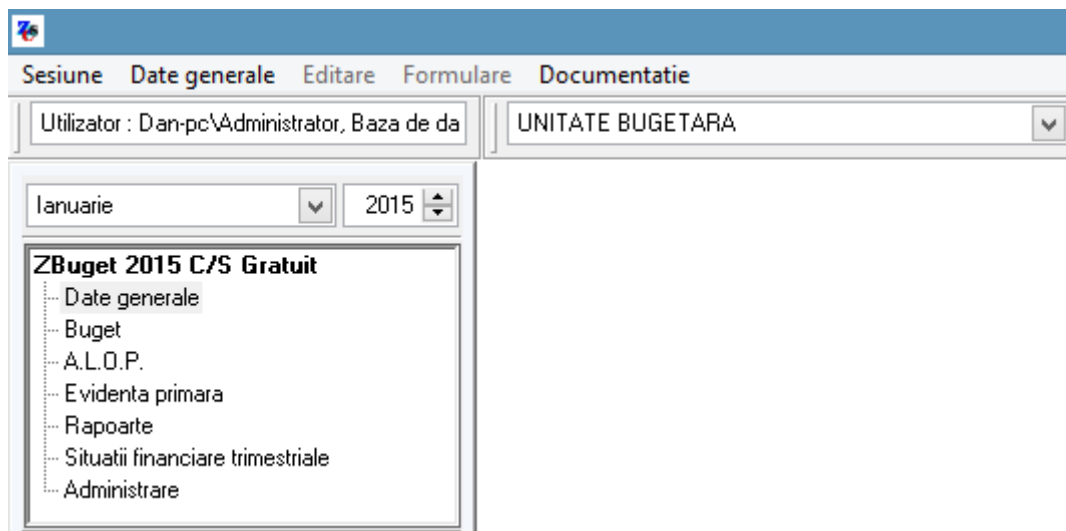 Sesiune Date generale Editare Formulare Documentatie
Utilizator : Dan-pc\Administrator, Baza de da UNITATE BUGETARA
Ianuarie 2015
ZBuget 2015 C/S Gratuit
Date generale
Buget
A.L.O.P.
Evidenta primara
Rapoarte
Situatii financiare trimestriale
Administrare